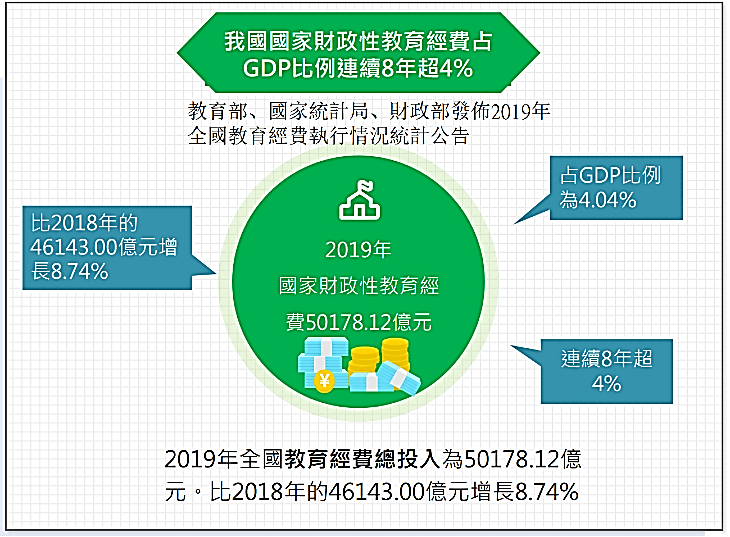 我國國家財政性教育經費占
GDP比例連續8年超4%
教育部、國家統計局、財政部發佈2019年
全國教育經費執行情況統計公告
占GDP比例
為4.04%
比2018年的
46143.00億元增
長8.74%
2019年
國家財政性教育經
費50178.12億元
¥
連續8年超
4%
2019年全國教育經費總投入為50178.12億
元。比2018年的46143.00億元增長8.74%